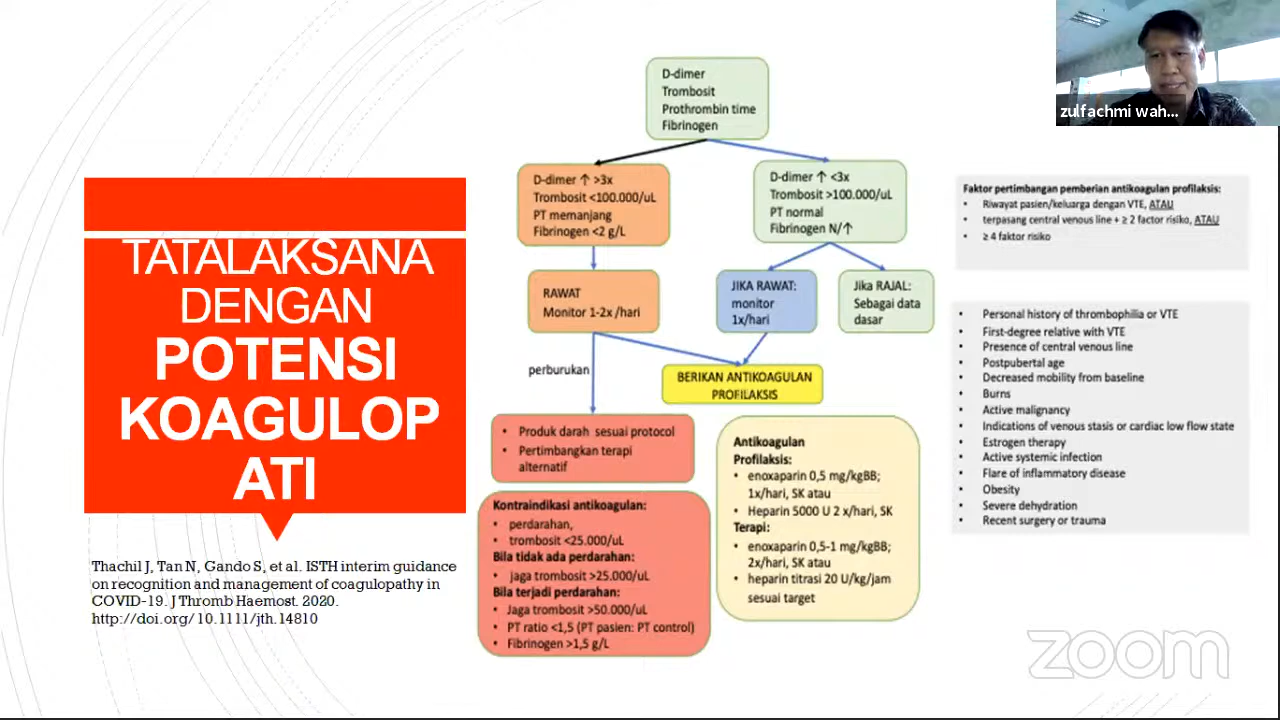 TATALAKSANA
DENGAN
POTENSI
KOAGULOP
ATI
Thachil J, Tan N, Gando S, et al. ISTH interim guidance
on recognition and management of coagulopathy in
COVID-19. J Thromb Haemost. 2020.
http://doi.org/10.1111/jth.14810
D-dimer
Trombosit
Prothrombin time
Fibrinogen
D-dimer ↑ >3x
Trombosit <100.000/uL
PT memanjang
Fibrinogen <2 g/L
D-dimer ↑ <3x
Trombosit >100.000/uL
PT normal
Fibrinogen N/↑
RAWAT
Monitor 1-2x /hari
JIKA RAWAT:
monitor
1x/hari
Jika RAJAL:
Sebagai data
dasar
perburukan
BERIKAN ANTIKOAGULAN
PROFILAKSIS
• Produk darah sesuai protocol
• Pertimbangkan terapi
alternatif
Kontraindikasi antikoagulan:
• perdarahan,
• trombosit <25.000/uL
Bila tidak ada perdarahan:
• jaga trombosit >25.000/uL
Bila terjadi perdarahan:
• Jaga trombosit >50.000/uL
• PT ratio <1,5 (PT pasien: PT control)
• Fibrinogen >1,5 g/L
Antikoagulan
Profilaksis:
• enoxaparin 0,5 mg/kgBB;
1x/hari, SK atau
• Heparin 5000 U 2 x/hari, SK
Terapi:
• enoxaparin 0,5-1 mg/kgBB;
2x/hari, SK atau
• heparin titrasi 20 U/kg/jam
sesuai target
zulfachmi wah...
Faktor pertimbangan pemberian antikoagulan profilaksis:
• Riwayat pasien/keluarga dengan VTE, ATAU
• terpasang central venous line + ≥ 2 factor risiko, ATAU
• ≥ 4 faktor risiko
• Personal history of thrombophilia or VTE
• First-degree relative with VTE
• Presence of central venous line
• Postpubertal age
• Decreased mobility from baseline
• Burns
• Active malignancy
• Indications of venous stasis or cardiac low flow state
• Estrogen therapy
• Active systemic infection
• Flare of inflammatory disease
• Obesity
• Severe dehydration
• Recent surgery or trauma
zoom